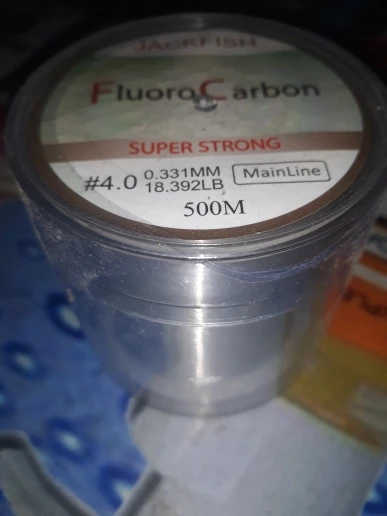 JACKFISH
FluoroCarbon
SUPER STRONG
#4.0 0.331MM
18.392LB
MainLine
500M